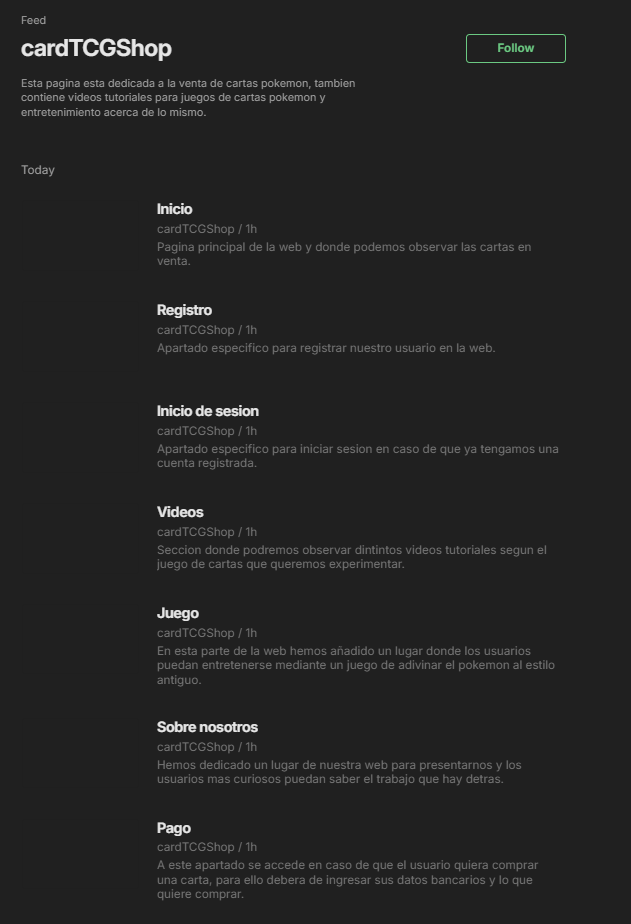 Feed
cardTCGShop
Follow
Esta pagina esta dedicada a la venta de cartas pokemon, tambien
contiene videos tutoriales para juegos de cartas pokemon y
entretenimiento acerca de lo mismo.
Today
Inicio
cardTCGShop / 1h
Pagina principal de la web y donde podemos observar las cartas en
venta.
Registro
cardTCGShop / 1h
Apartado especifico para registrar nuestro usuario en la web.
Inicio de sesion
cardTCGShop / 1h
Apartado especifico para iniciar sesion en caso de que ya tengamos una
cuenta registrada.
Videos
cardTCGShop / 1h
Seccion donde podremos observar dintintos videos tutoriales segun el
juego de cartas que queremos experimentar.
Juego
cardTCGShop / 1h
En esta parte de la web hemos añadido un lugar donde los usuarios
puedan entretenerse mediante un juego de adivinar el pokemon al estilo
antiguo.
Sobre nosotros
cardTCGShop / 1h
Hemos dedicado un lugar de nuestra web para presentarnos y los
usuarios mas curiosos puedan saber el trabajo que hay detras.
Pago
cardTCGShop / 1h
A este apartado se accede en caso de que el usuario quiera comprar
una carta, para ello debera de ingresar sus datos bancarios y lo que
quiere comprar.